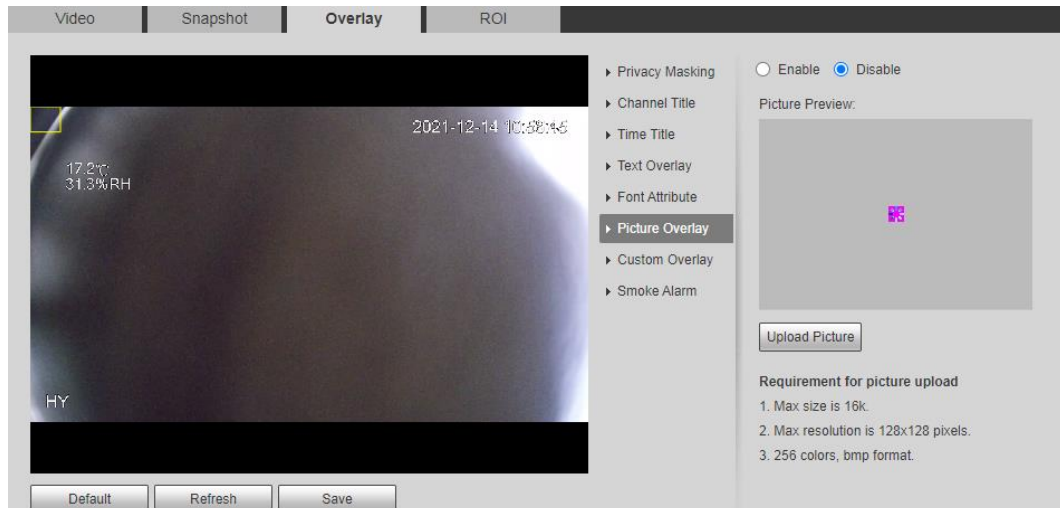 Video Snapshot Overlay ROI
2021-12-14
17.2℃
31.3%RH
HY
Privacy Masking
Channel Title
Time Title
Text Overlay
Font Attribute
Picture Overlay
Custom Overlay
Smoke Alarm
Enable Disable
Picture Preview:
Upload Picture
Requirement for picture upload
1. Max size is 16k.
2. Max resolution is 128x128 pixels.
3. 256 colors, bmp format.
Default Refresh Save